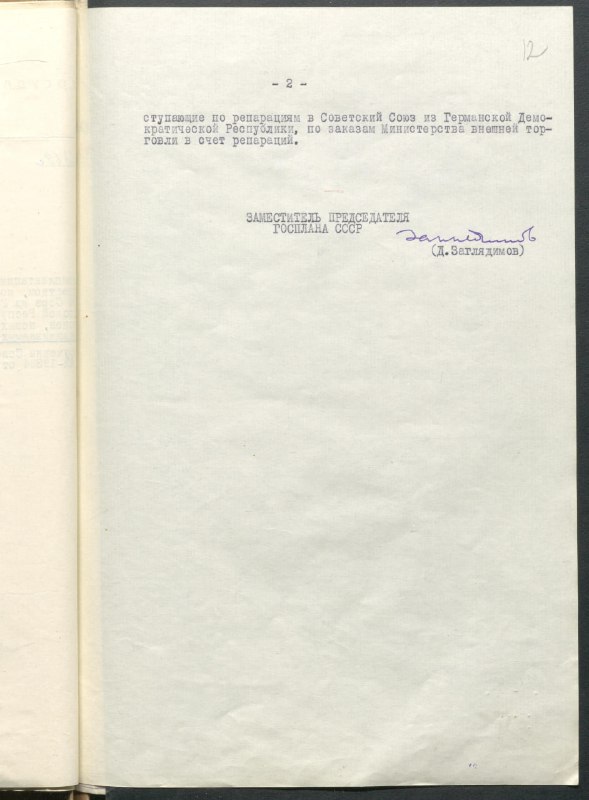 12
- 2 -
ступающие по репарациям в Советский Союз из Германской Демо-
кратической Республики, по заказам Министерства внешней тор-
говли в счет репараций.
ЗАМЕСТИТЕЛЬ ПРЕДСЕДАТЕЛЯ
ГОСПЛАНА СССР
(Д.Заглядимов)